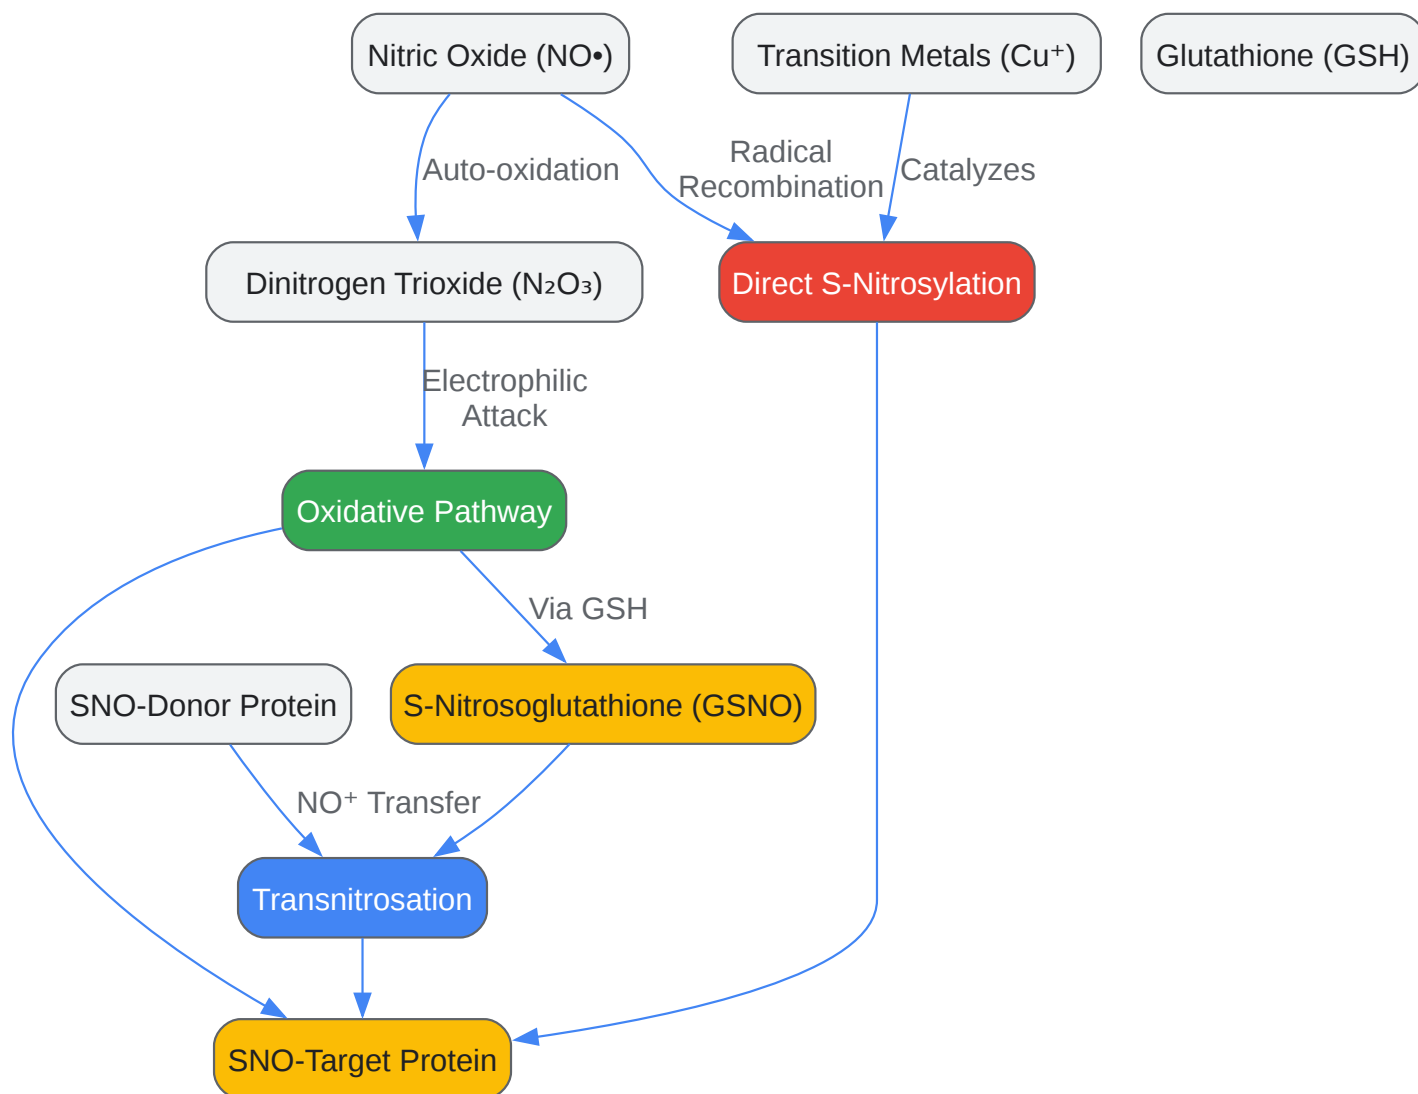 Nitric Oxide (NO•)
Transition Metals (Cu⁺)
Glutathione (GSH)
Auto-oxidation
Radical
Recombination
Catalyzes
Dinitrogen Trioxide (N₂O₃)
Direct S-Nitrosylation
Electrophilic
Attack
Oxidative Pathway
Via GSH
SNO-Donor Protein
S-Nitrosoglutathione (GSNO)
NO⁺ Transfer
Transnitrosation
SNO-Target Protein